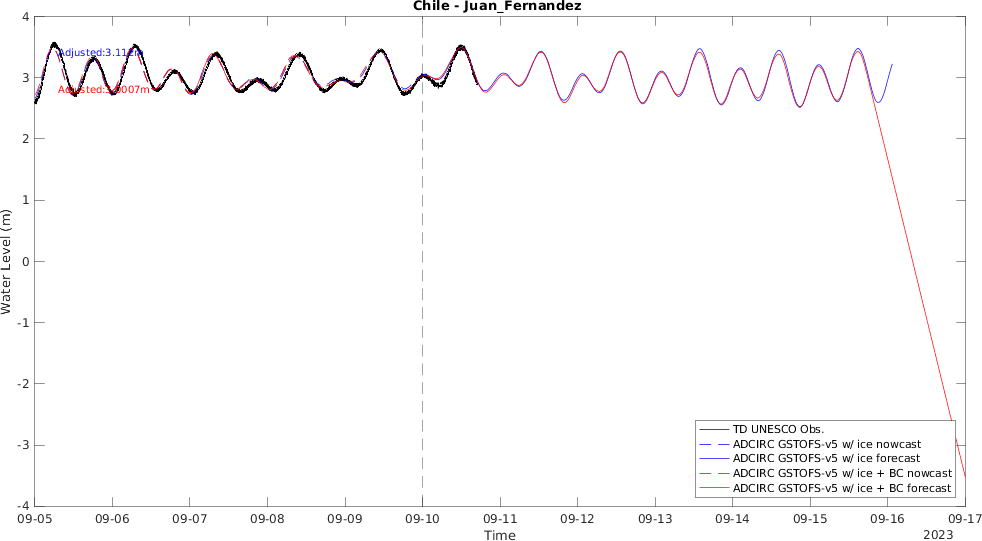 Chile - Juan_Fernandez
4
3
2
1
0
-1
-2
-3
-4
Water Level (m)
TD UNESCO Obs.
ADCIRC GSTOFS-v5 w/ ice nowcast
ADCIRC GSTOFS-v5 w/ ice forecast
ADCIRC GSTOFS-v5 w/ ice + BC nowcast
ADCIRC GSTOFS-v5 w/ ice + BC forecast
09-05 09-06 09-07 09-08 09-09 09-10 09-11 09-12 09-13 09-14 09-15 09-16 09-17
Time
2023